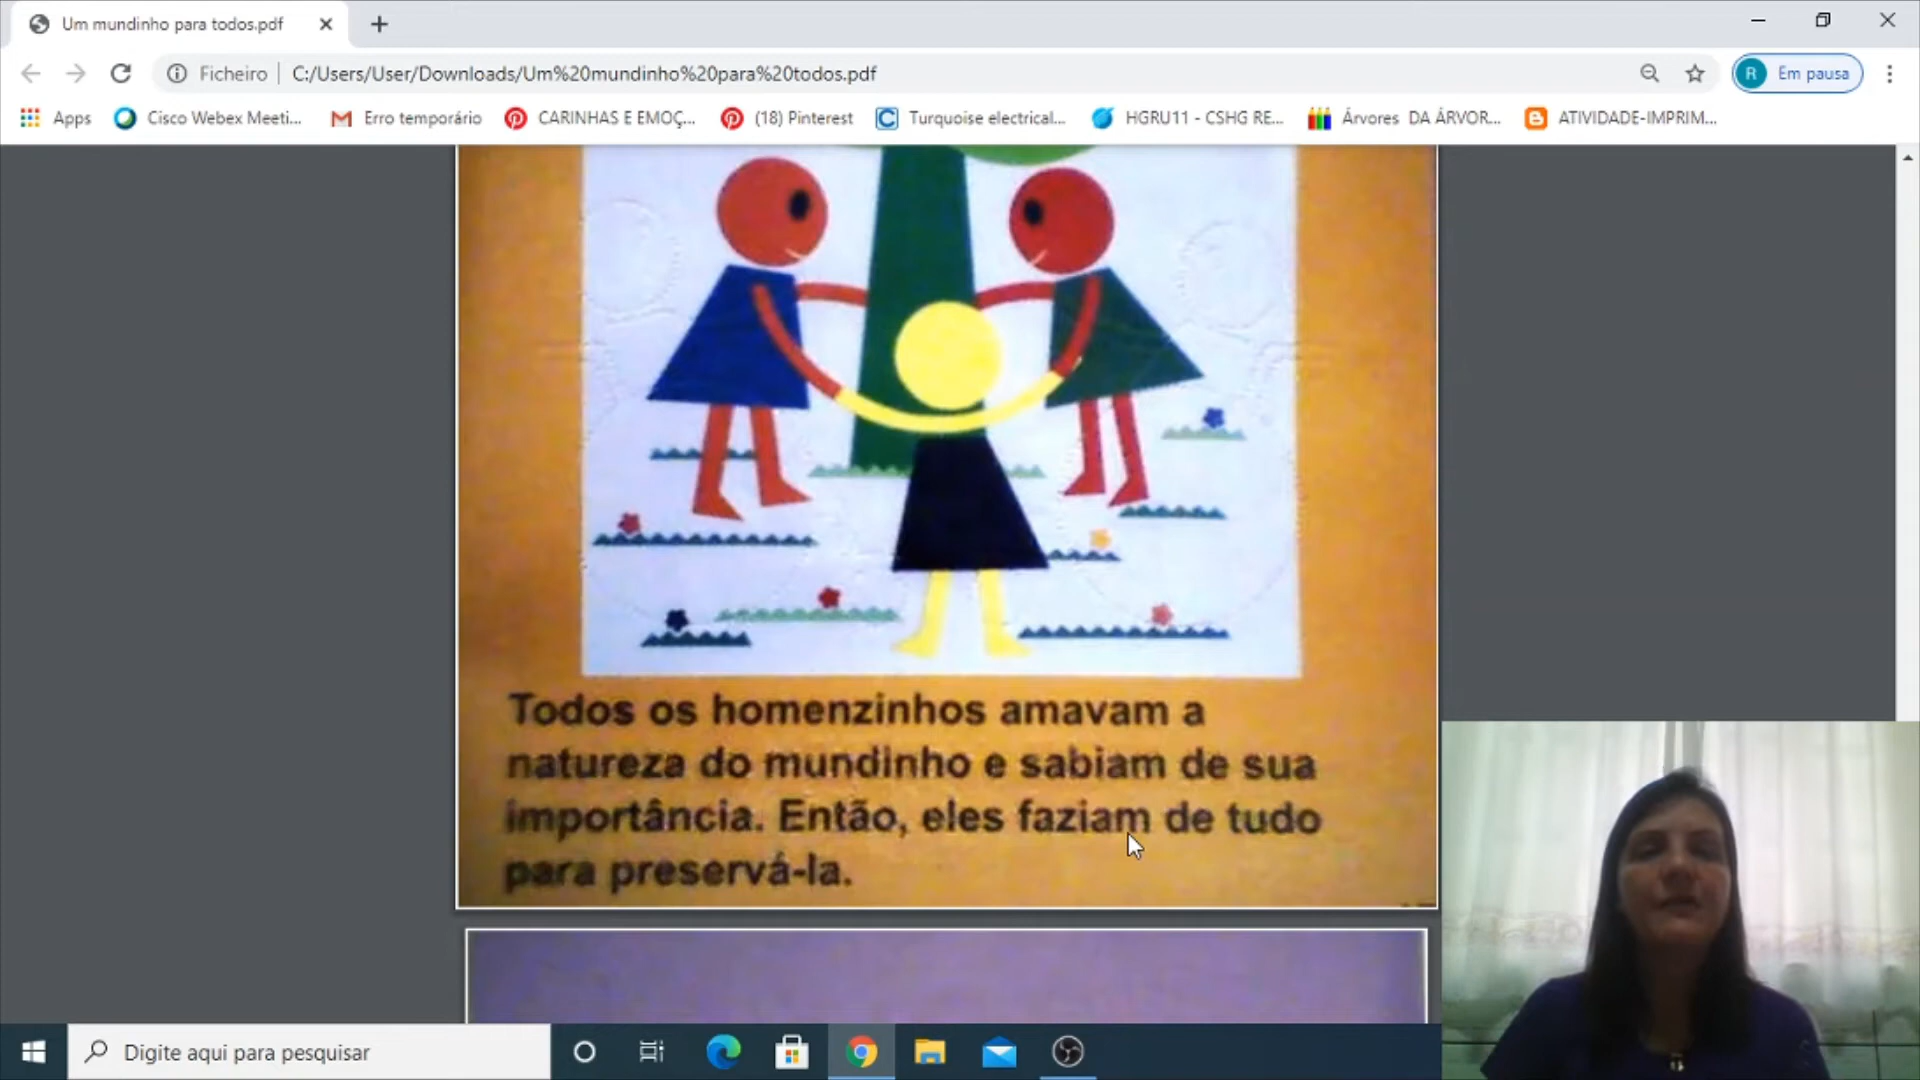 Um mundinho para todos.pdf
Ficheiro C:/Users/User/Downloads/Um%20mundinho%20para%20todos.pdf
R Em pausa
Apps Cisco Webex Meeti... Erro temporário CARINHAS E EMOÇ... (18) Pinterest Turquoise electrical... HGRU11 - CSHG RE... Árvores DA ÁRVOR... ATIVIDADE-IMPRIM...
Todos os homenzinhos amavam a
natureza do mundinho e sabiam de sua
importância. Então, eles faziam de tudo
para preservá-la.
Digite aqui para pesquisar